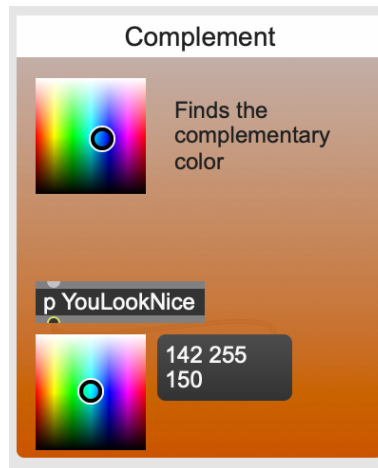 Complement
Finds the
complementary
color
p YouLookNice
142 255
150